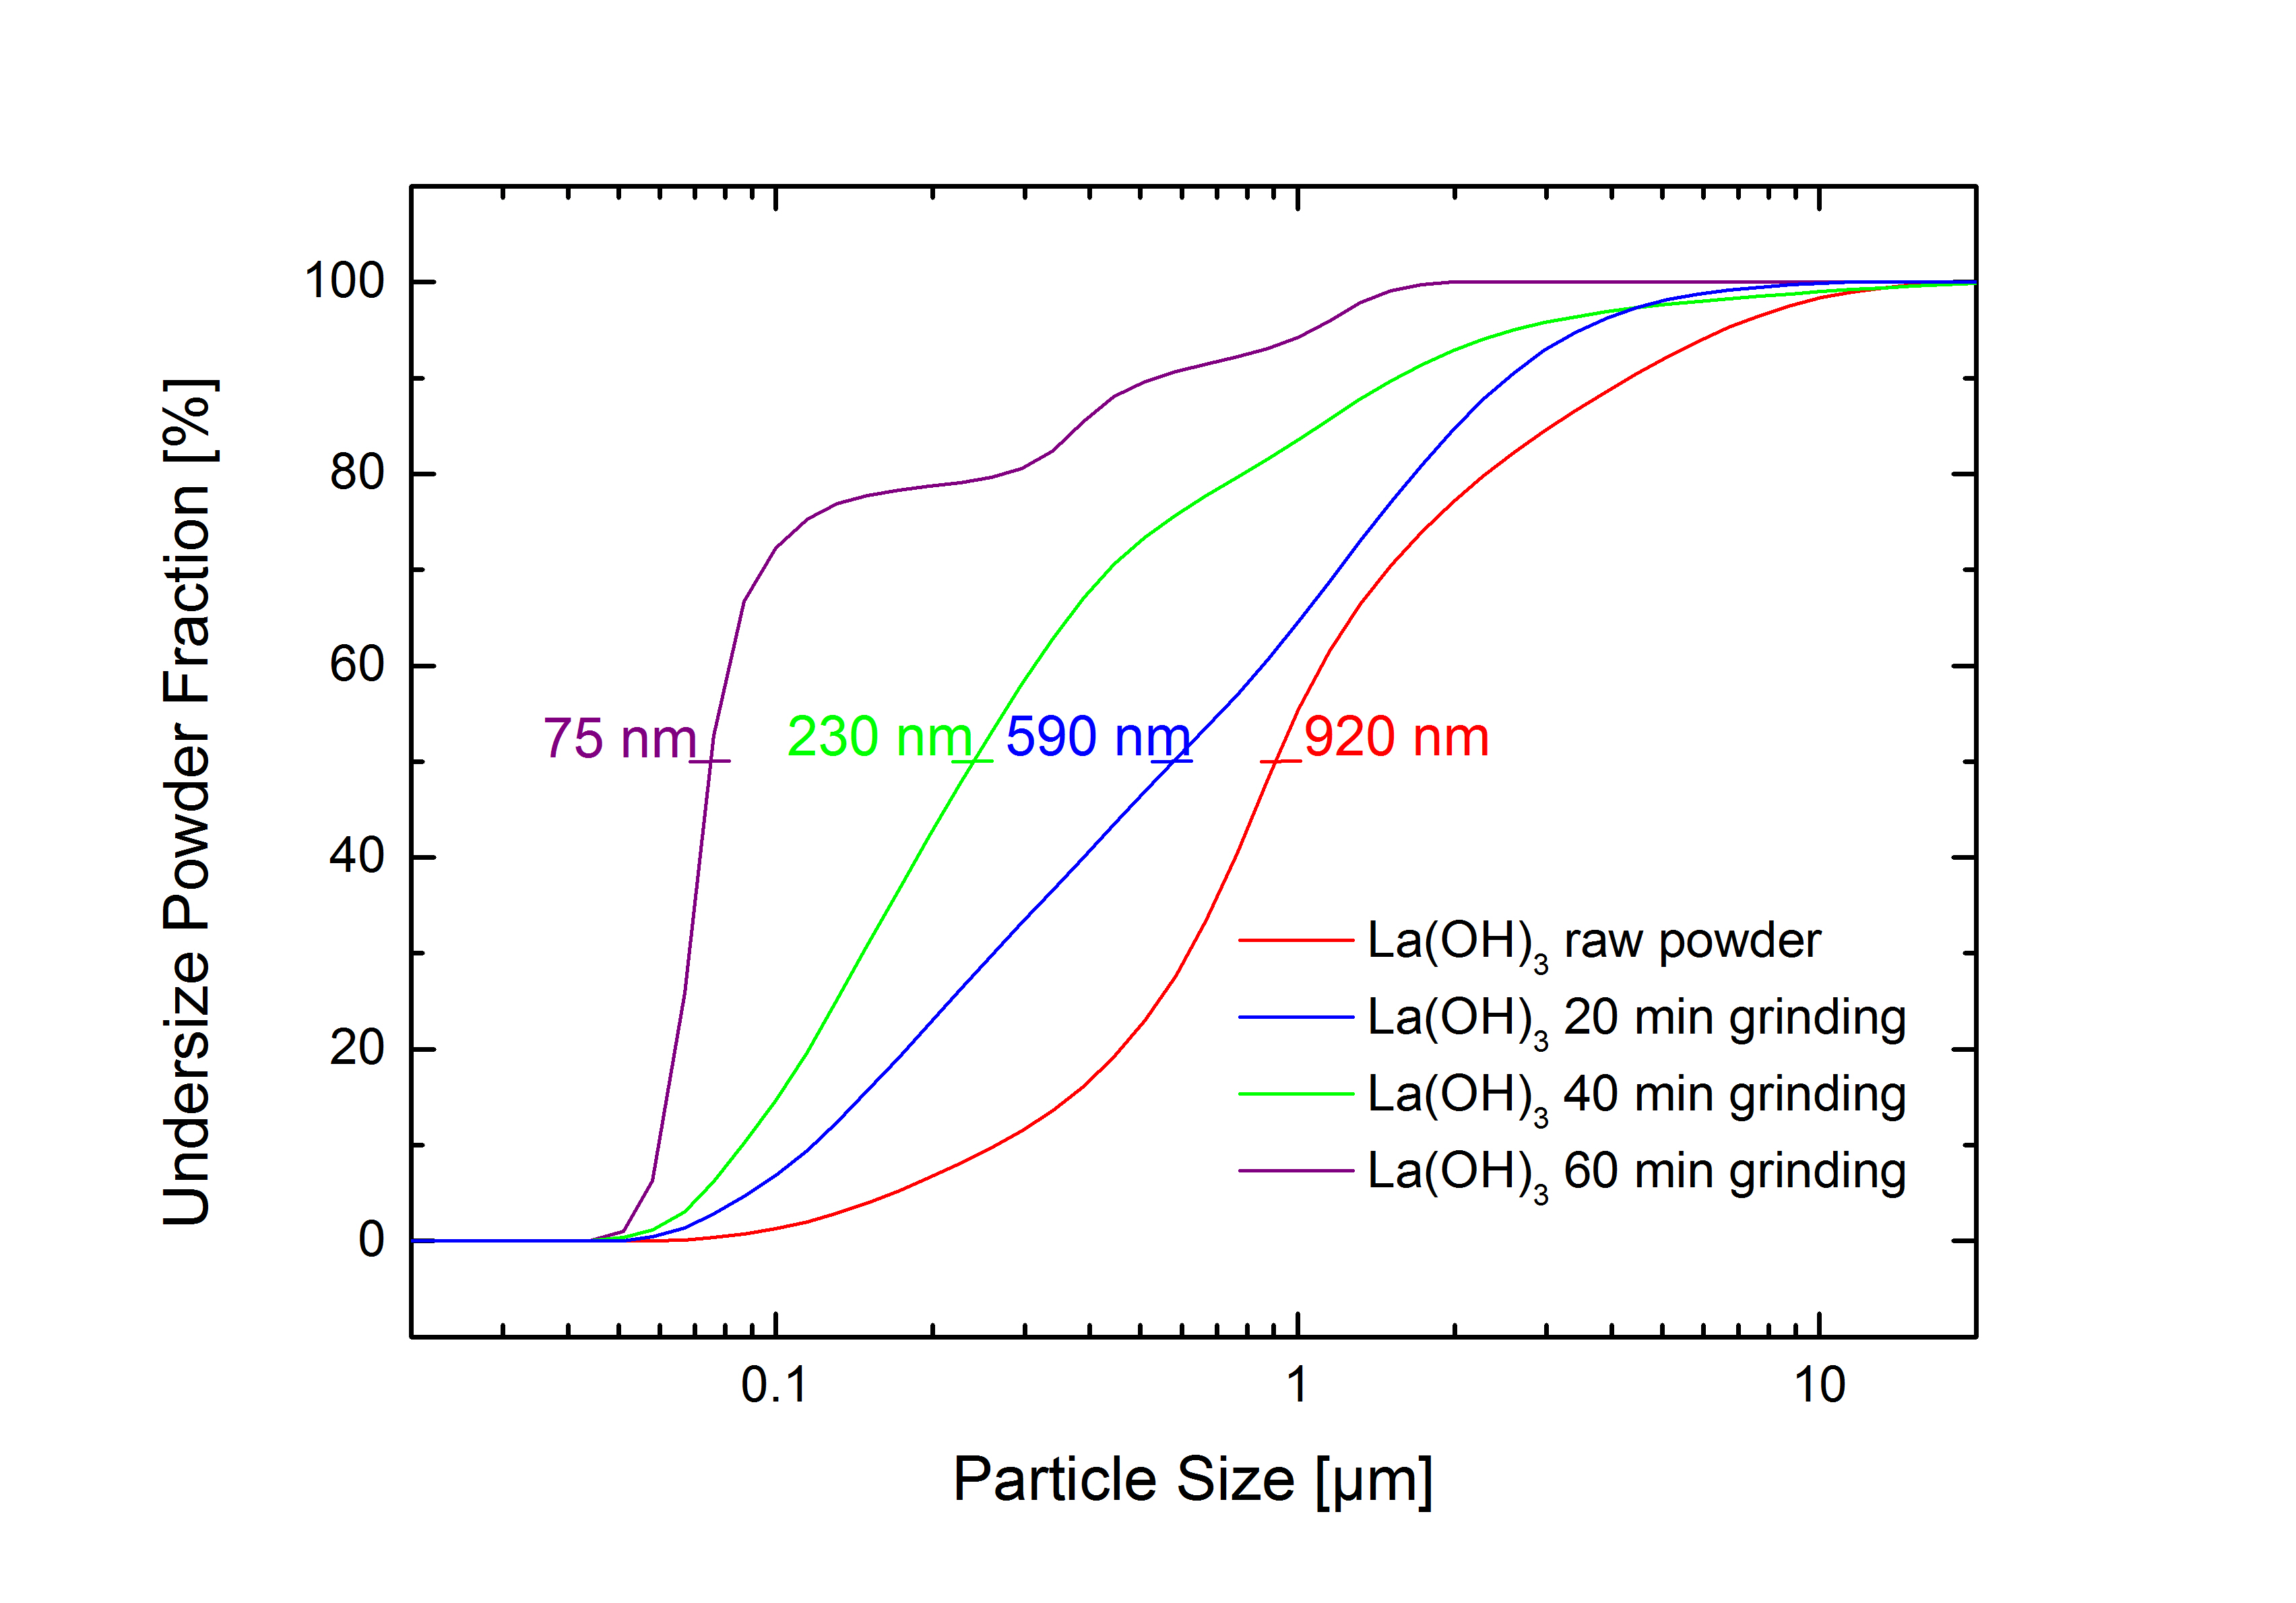 Undersize Powder Fraction [%]
100
80
60
40
20
0
75 nm
230 nm
590 nm
920 nm
La(OH)₃ raw powder
La(OH)₃ 20 min grinding
La(OH)₃ 40 min grinding
La(OH)₃ 60 min grinding
0.1
1
10
Particle Size [µm]